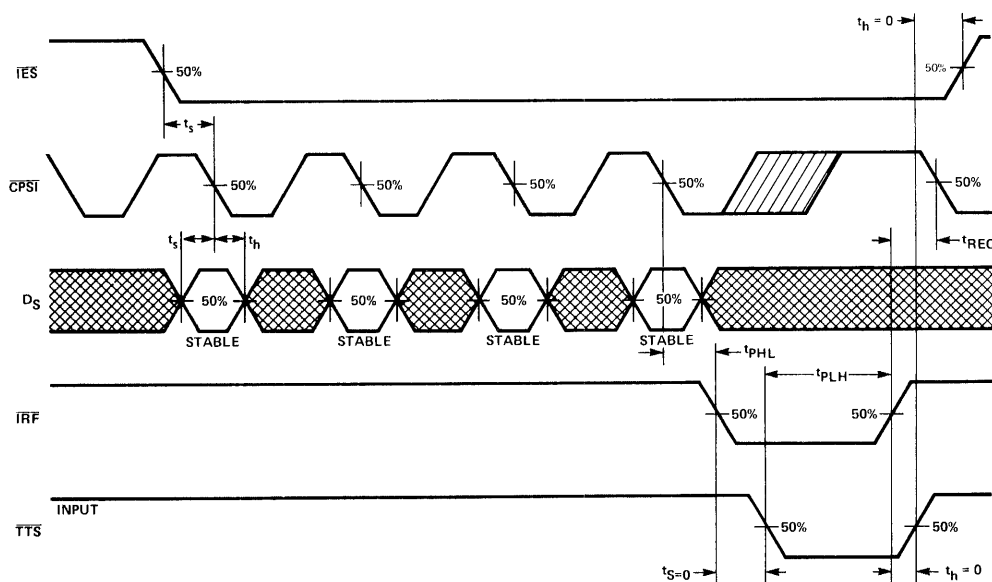 t_h = 0
IES
50%
50%
t_s
CPSI
50%
50%
50%
50%
50%
t_s
t_h
t_REC
D_S
50%
50%
50%
50%
STABLE
STABLE
STABLE
STABLE
t_PHL
t_PLH
IRF
50%
50%
INPUT
TTS
50%
50%
t_S=0
t_h = 0